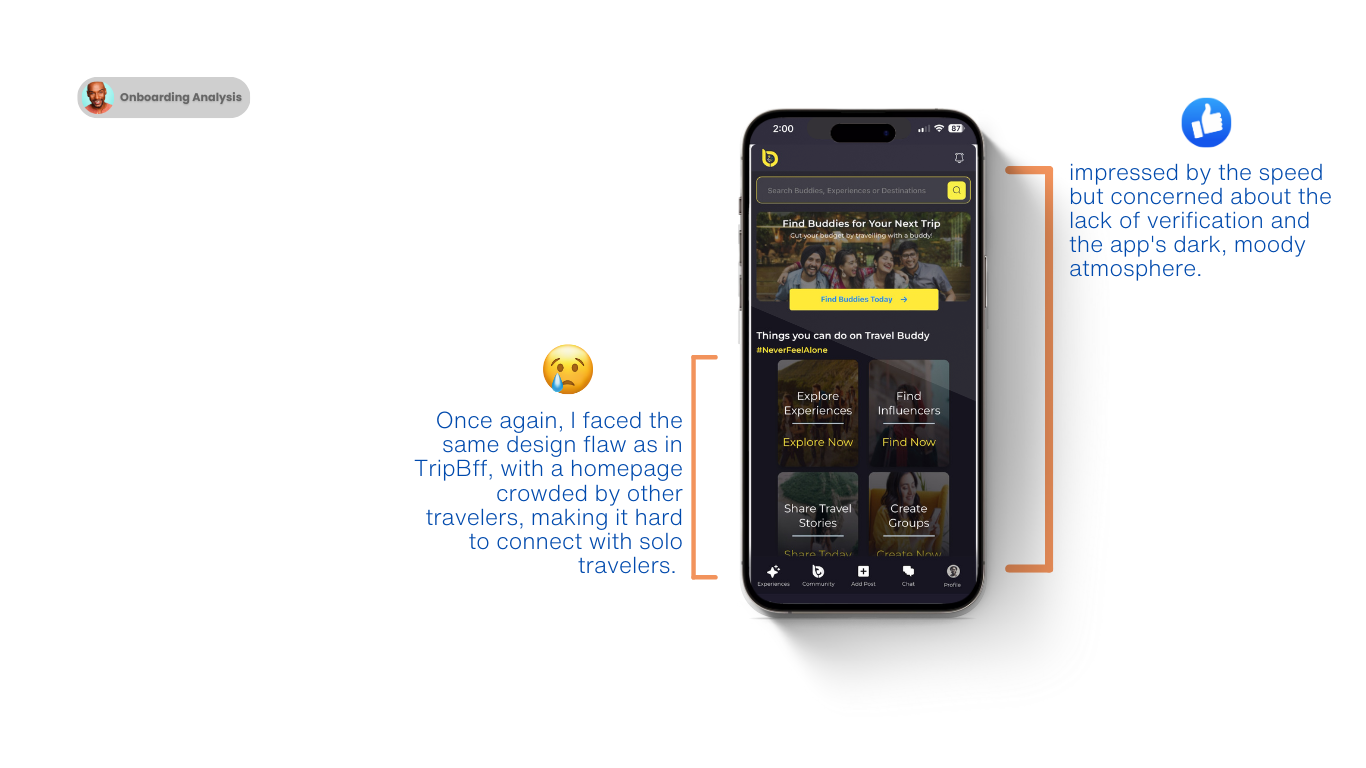 Onboarding Analysis
impressed by the speed
but concerned about the
lack of verification and
the app's dark, moody
atmosphere.
Once again, I faced the
same design flaw as in
TripBff, with a homepage
crowded by other
travelers, making it hard
to connect with solo
travelers.
2:00
87
Search Buddies, Experiences or Destinations
Find Buddies for Your Next Trip
Cut your budget by travelling with a buddy!
Find Buddies Today
Things you can do on Travel Buddy
#NeverFeelAlone
Explore
Experiences
Explore Now
Find
Influencers
Find Now
Share Travel
Stories
Share Today
Create
Groups
Create Now
Experiences
Community
Add Post
Chat
Profile